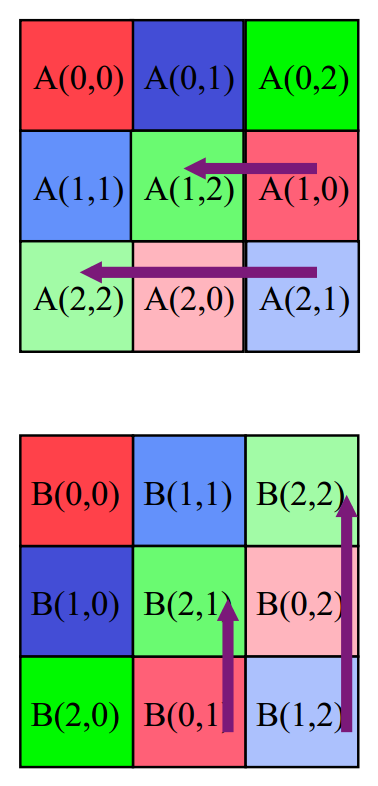 A(0,0) A(0,1) A(0,2)
A(1,1) A(1,2) A(1,0)
A(2,2) A(2,0) A(2,1)
B(0,0) B(1,1) B(2,2)
B(1,0) B(2,1) B(0,2)
B(2,0) B(0,1) B(1,2)